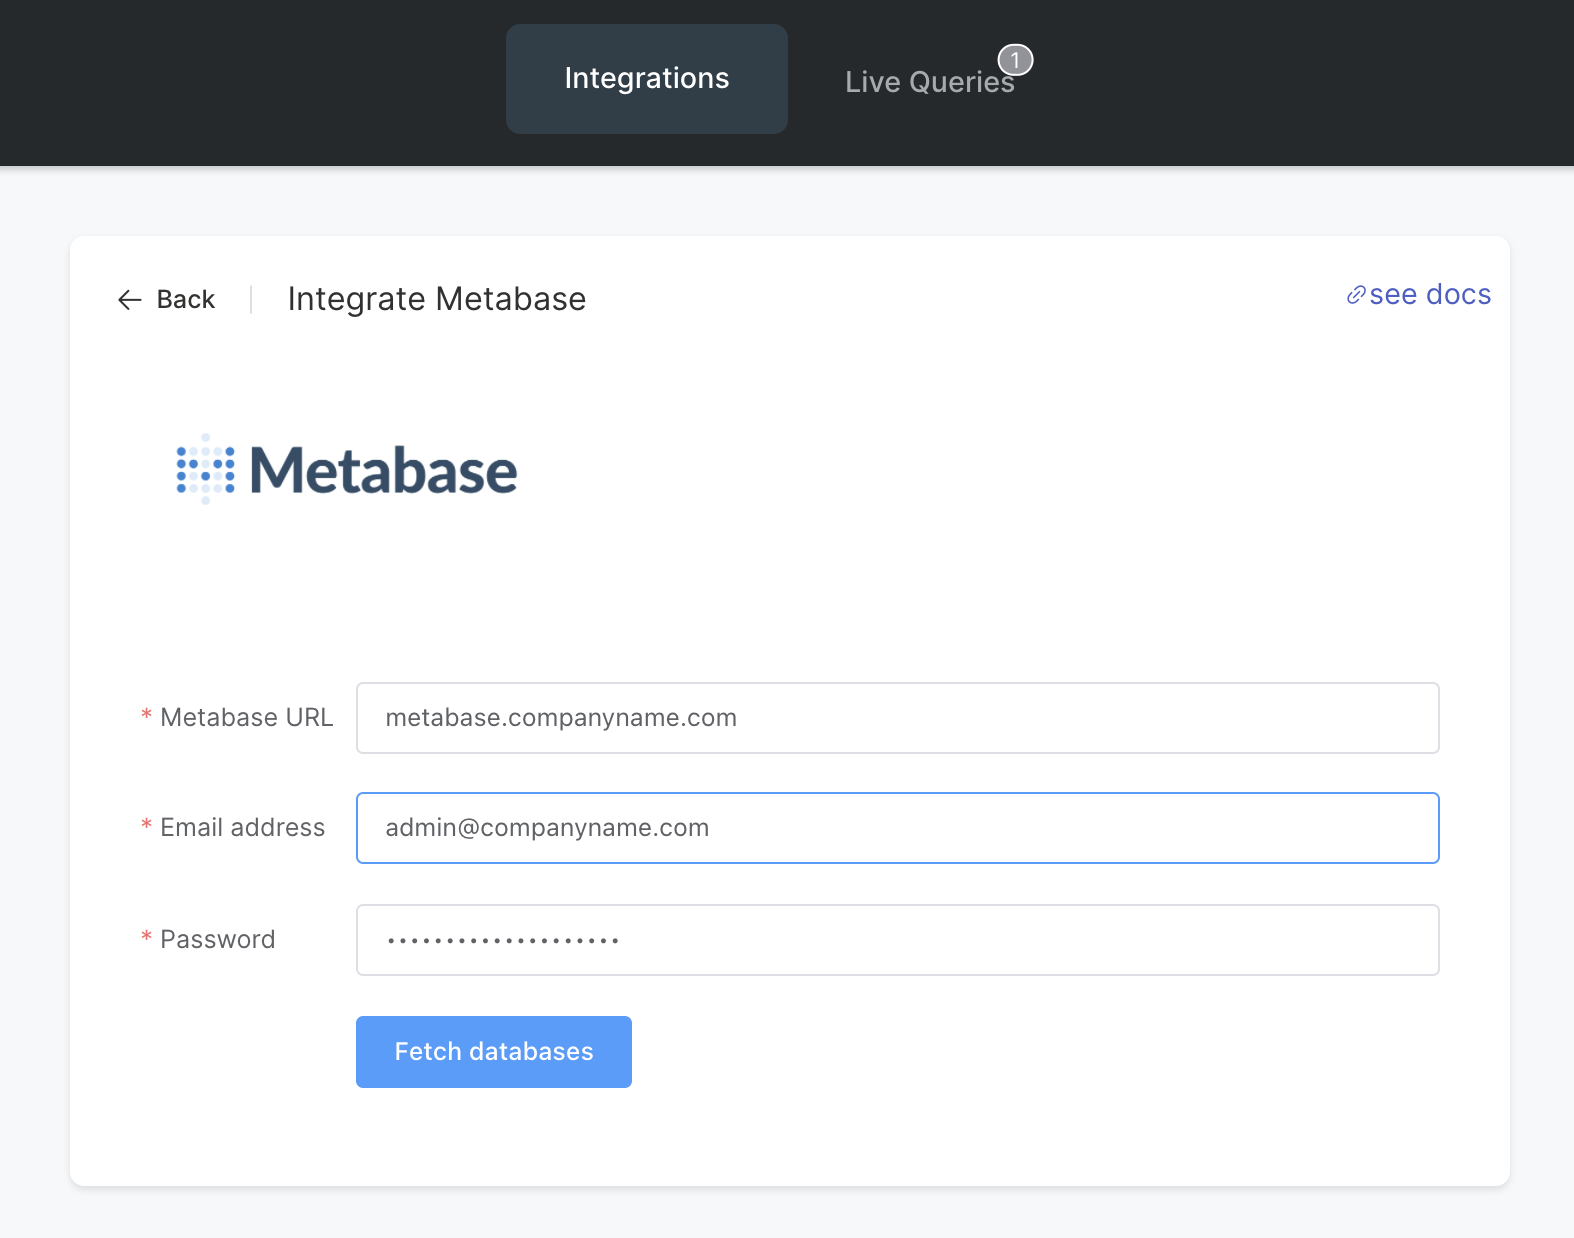 Integrations
Live Queries 1
Back
Integrate Metabase
see docs
Metabase
* Metabase URL
metabase.companyname.com
* Email address
admin@companyname.com
* Password
••••••••••••••••••••
Fetch databases